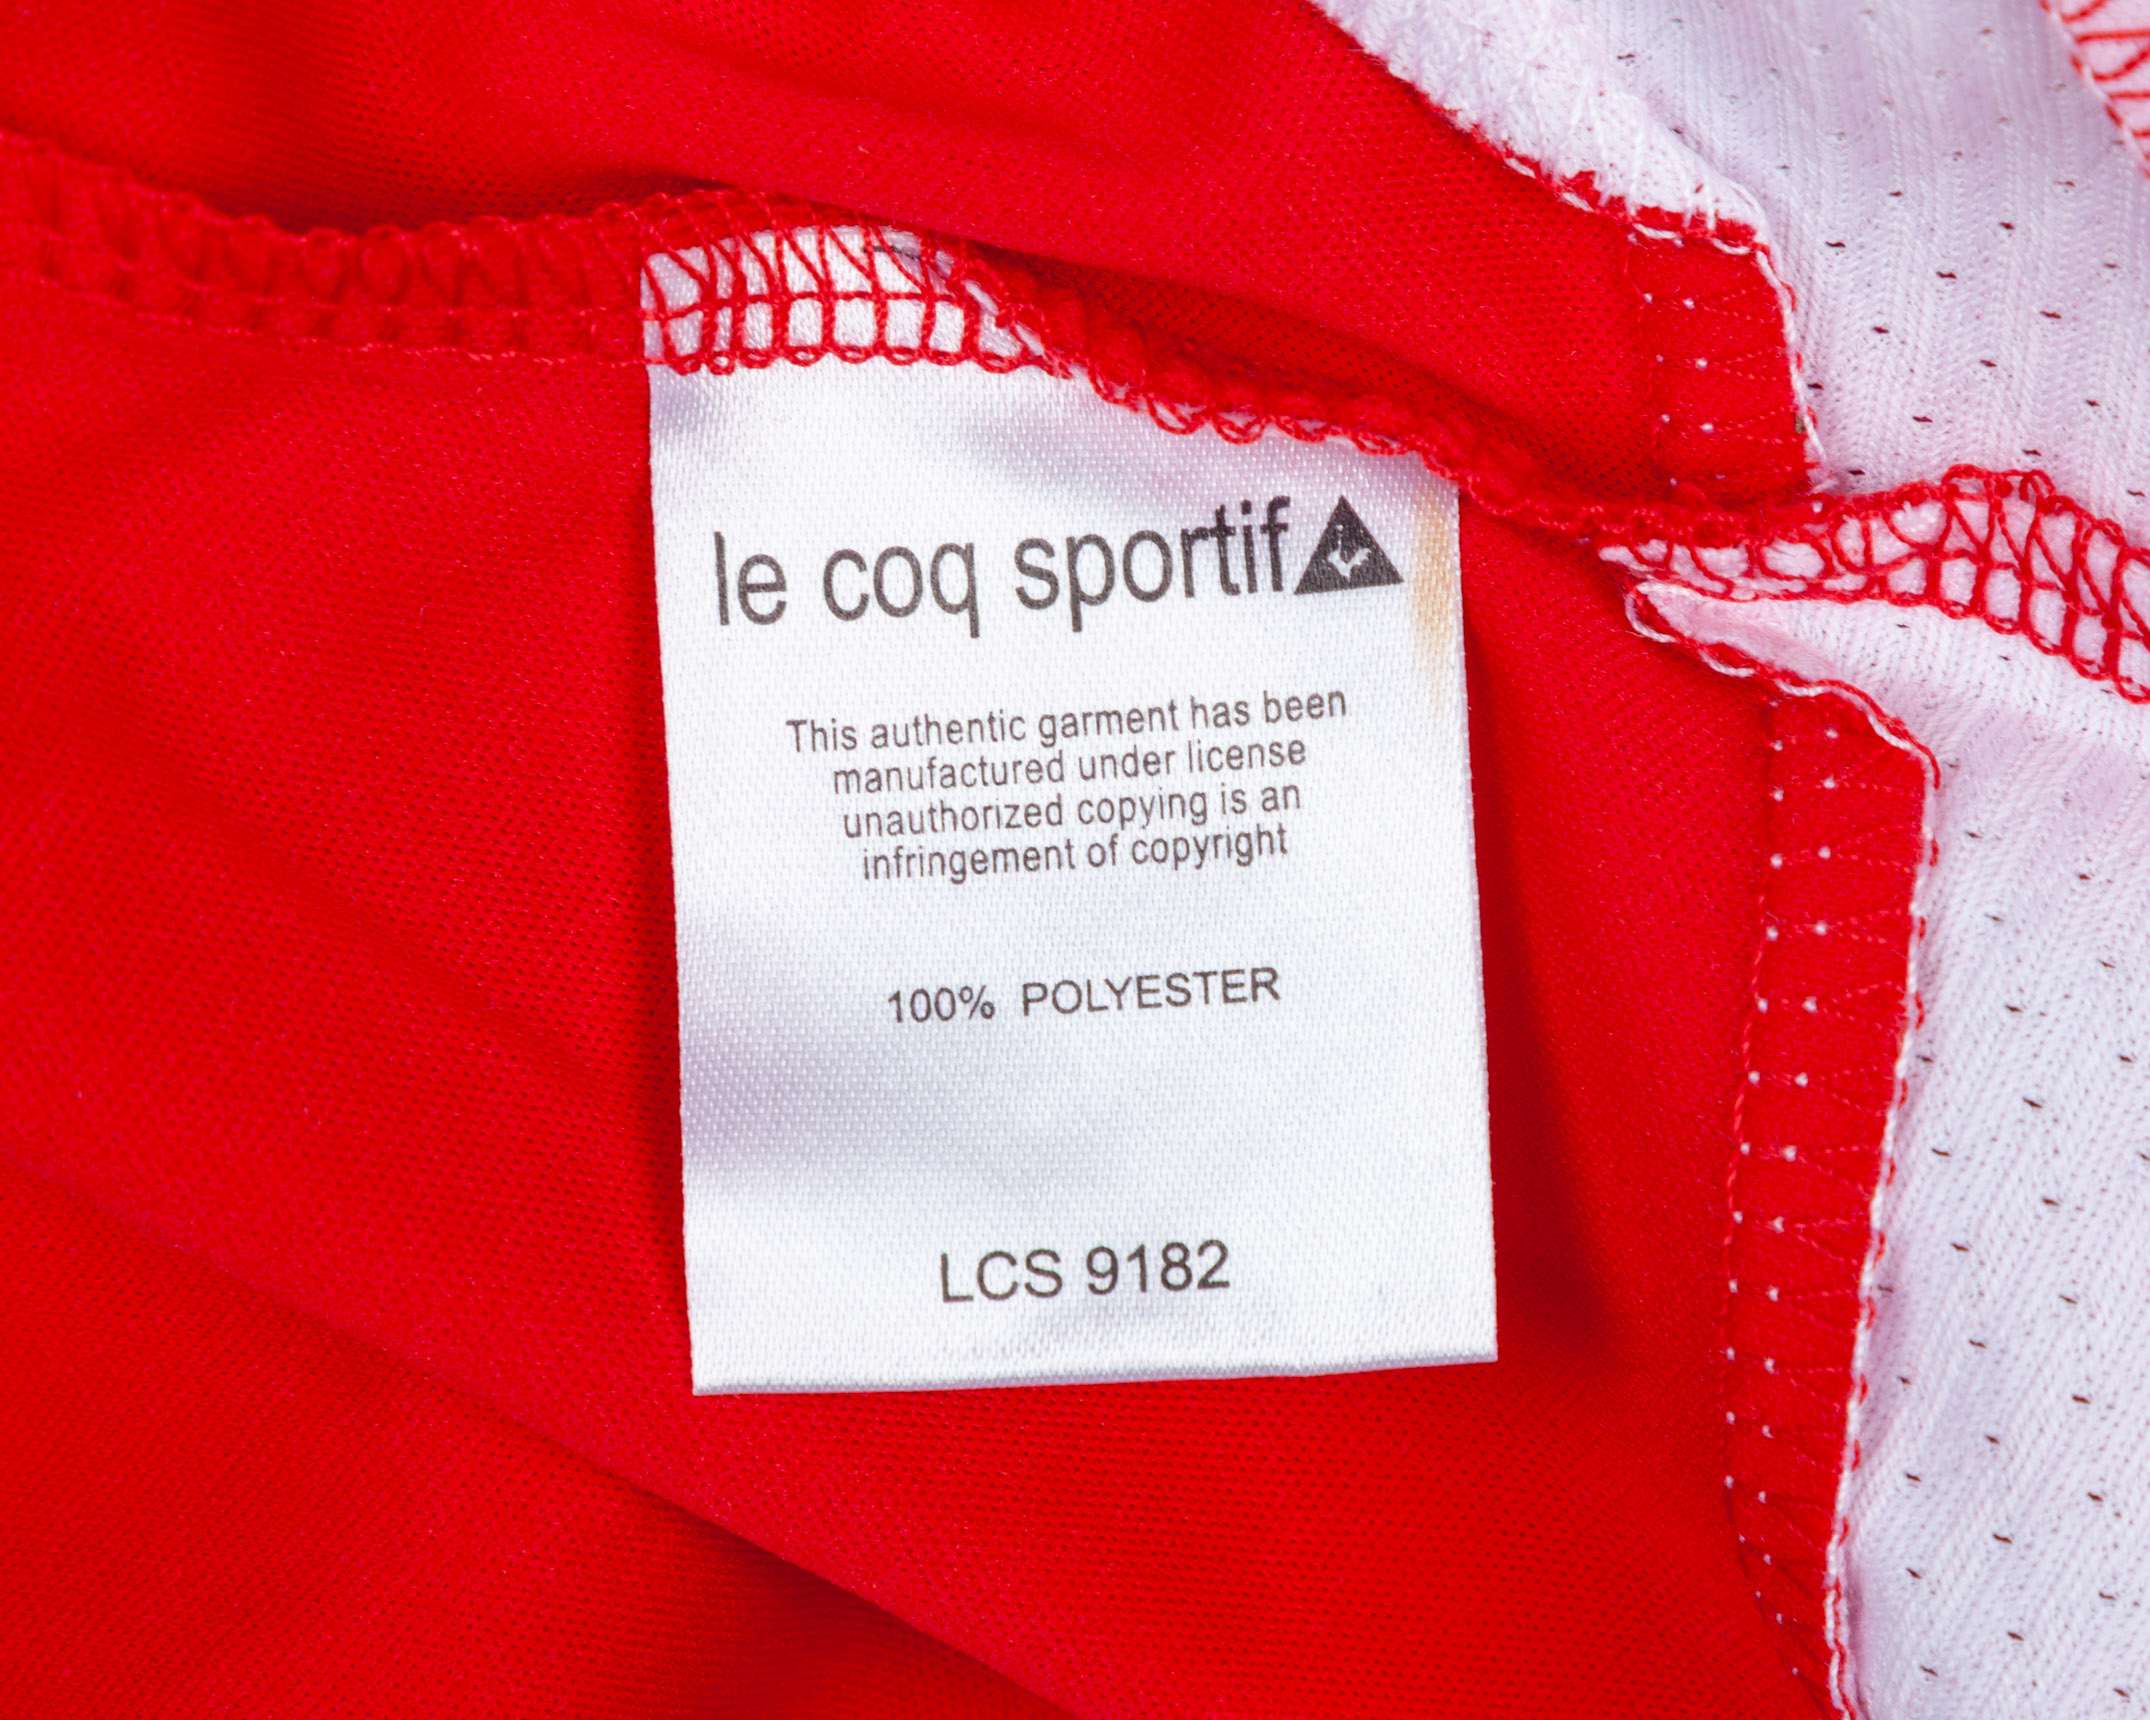 le coq sportif
This authentic garment has been
manufactured under license
unauthorized copying is an
infringement of copyright
100% POLYESTER
LCS 9182